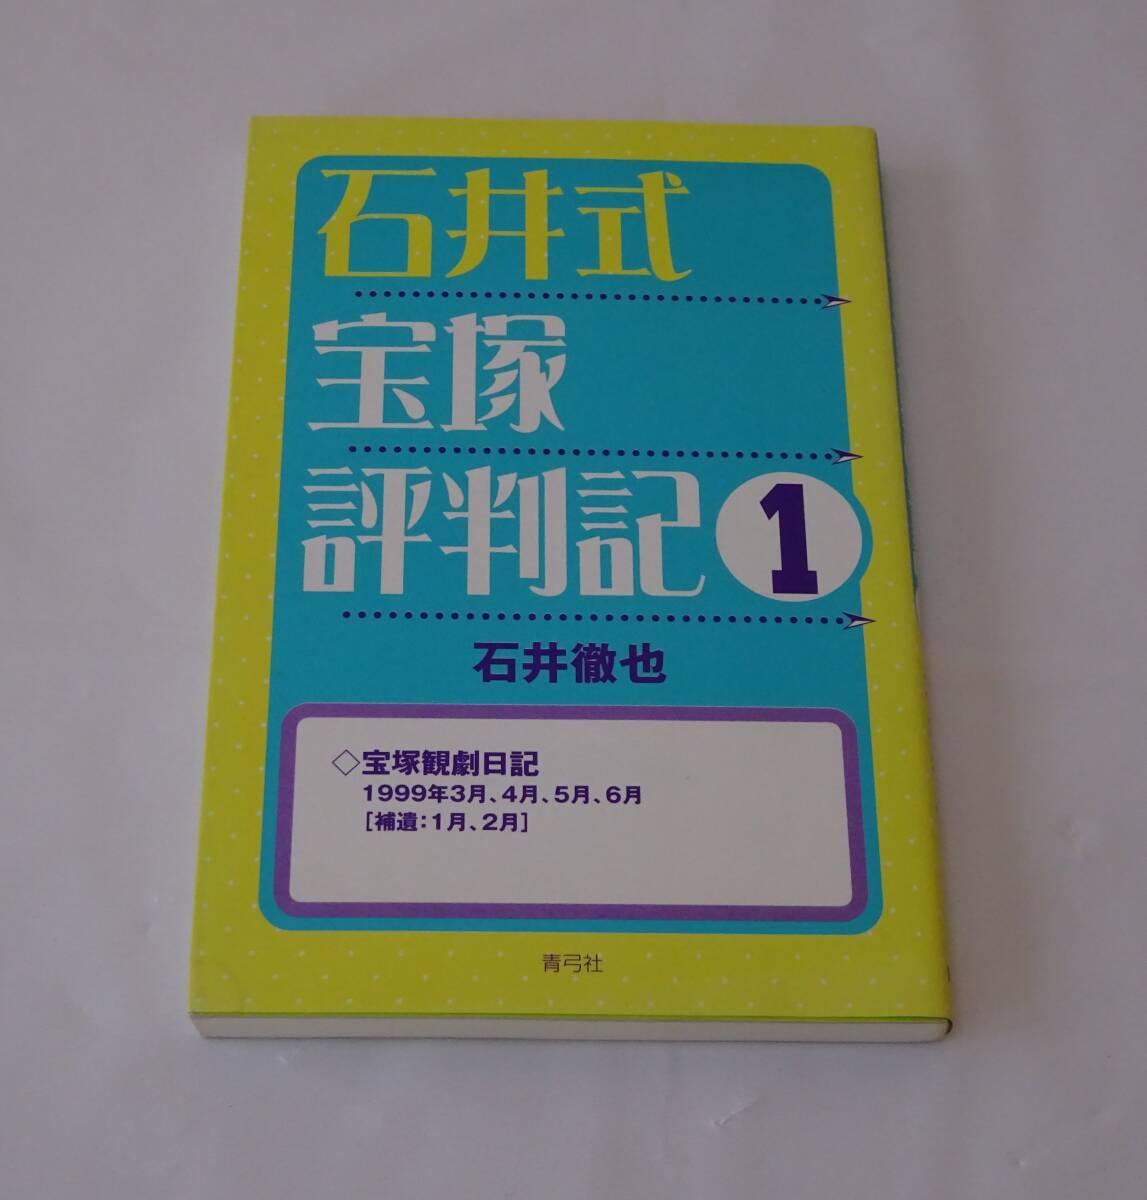 石井式
宝塚
評判記1
石井徹也
◇宝塚観劇日記
1999年3月、4月、5月、6月
[補遺:1月、2月]
青弓社